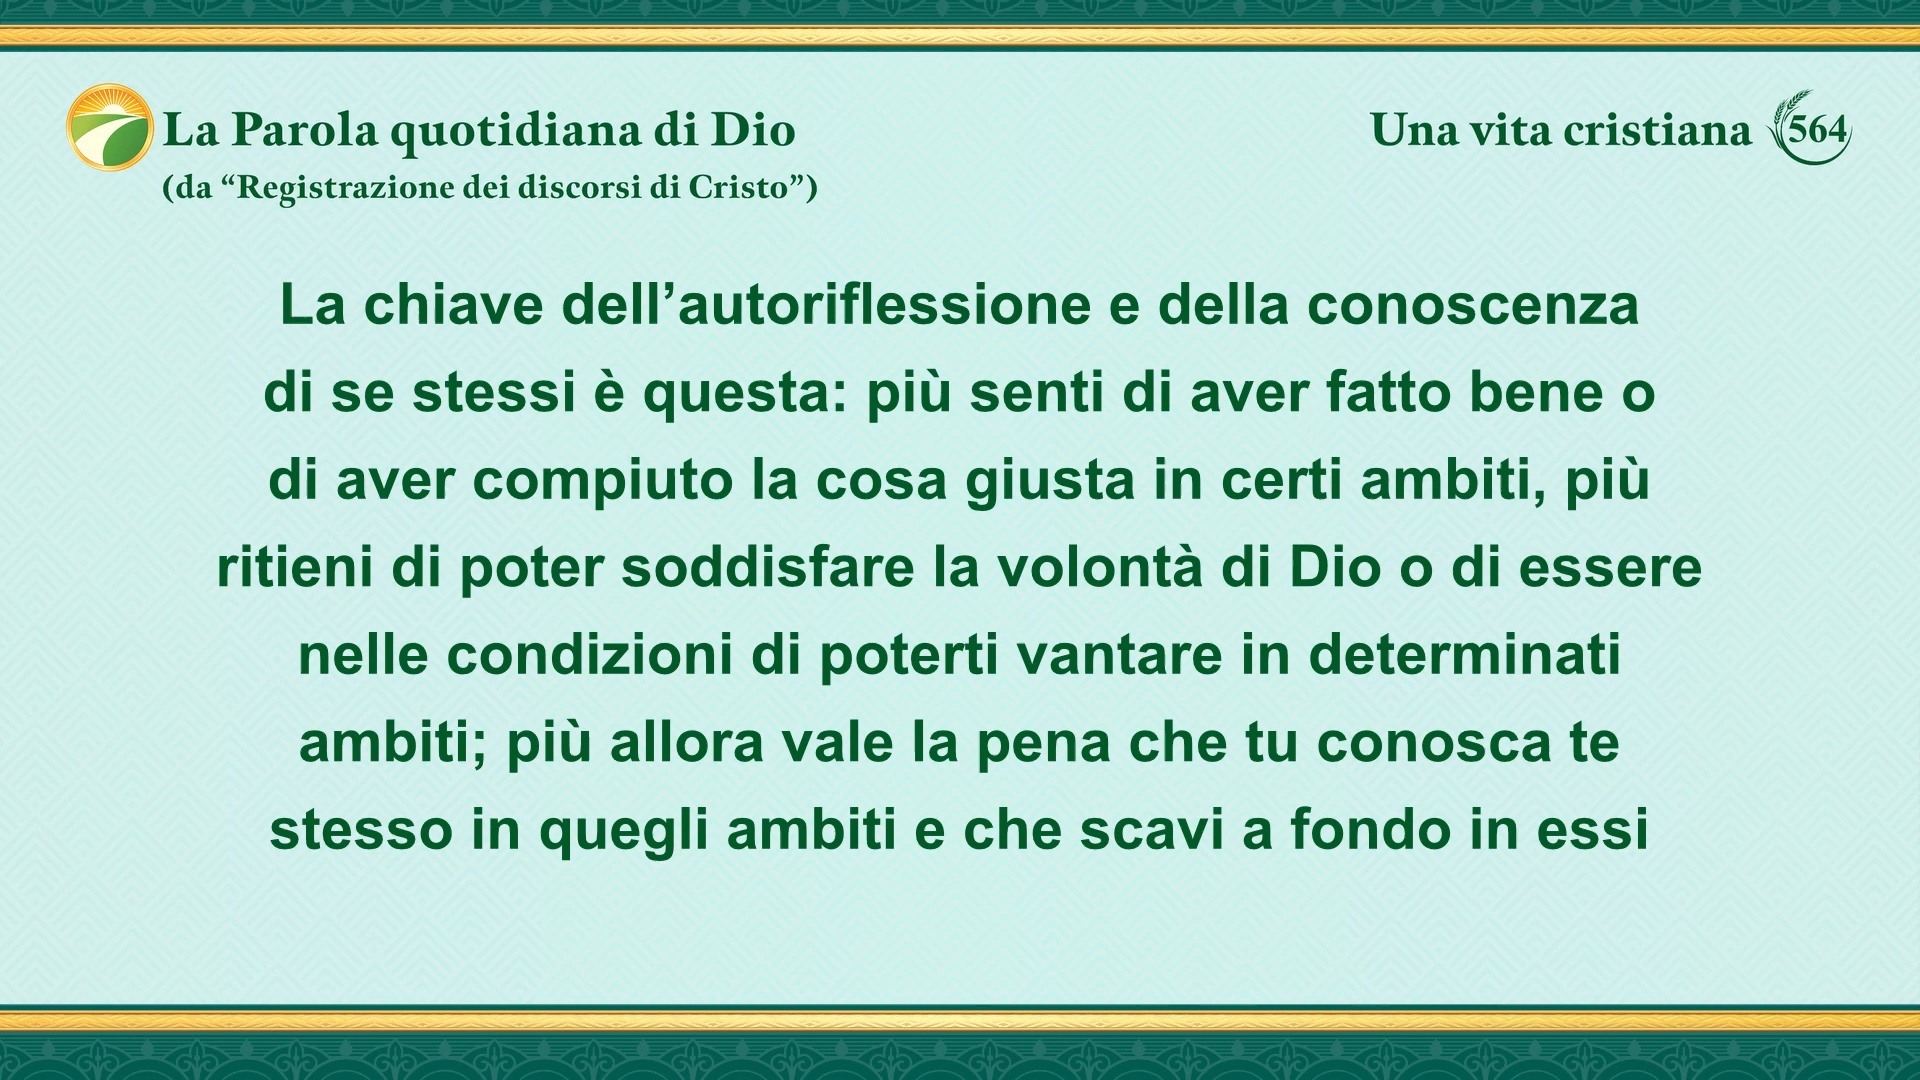 La Parola quotidiana di Dio
(da “Registrazione dei discorsi di Cristo”)
Una vita cristiana 564
La chiave dell’autoriflessione e della conoscenza
di se stessi è questa: più senti di aver fatto bene o
di aver compiuto la cosa giusta in certi ambiti, più
ritieni di poter soddisfare la volontà di Dio o di essere
nelle condizioni di poterti vantare in determinati
ambiti; più allora vale la pena che tu conosca te
stesso in quegli ambiti e che scavi a fondo in essi